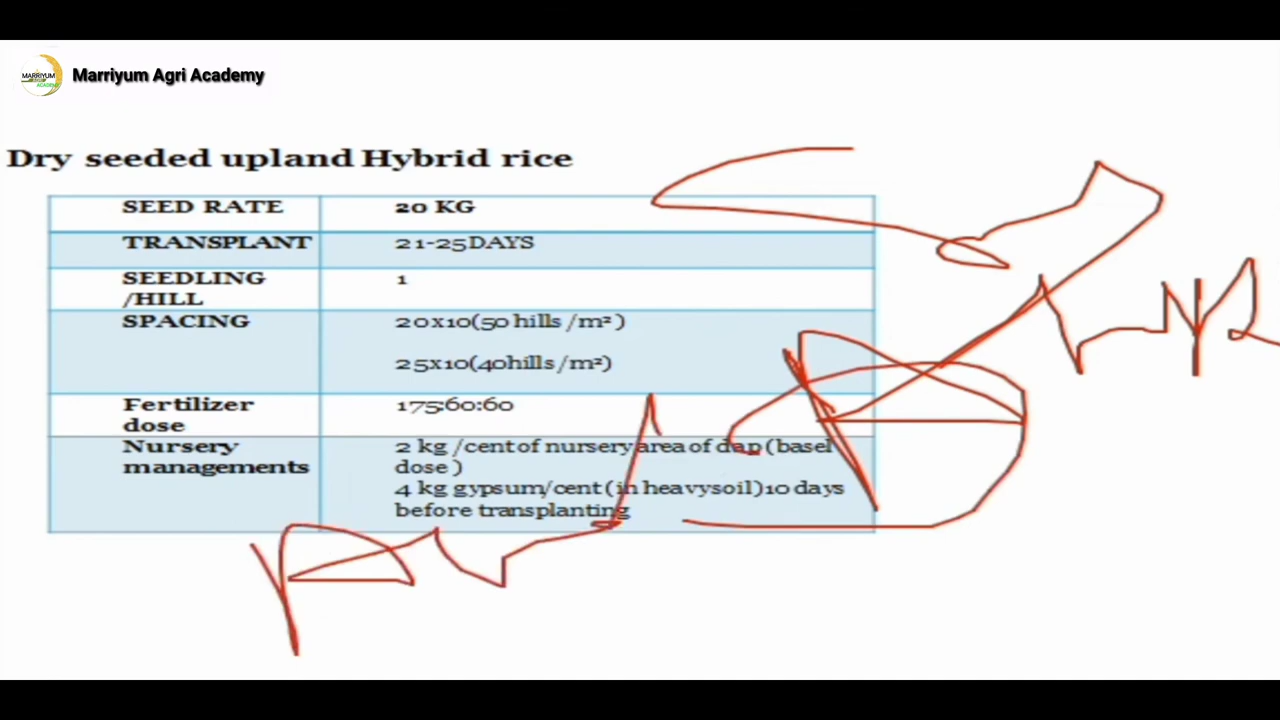 MARRIYUM
ACADEMY
Marriyum Agri Academy
Dry seeded upland Hybrid rice
SEED RATE 20 KG
TRANSPLANT 21-25DAYS
SEEDLING /HILL 1
SPACING 20x10(50 hills /m²)
25x10(40hills /m²)
Fertilizer dose 175:60:60
Nursery managements 2 kg /cent of nursery area of dap (basel
dose )
4 kg gypsum/cent (in heavysoil)10 days
before transplanting